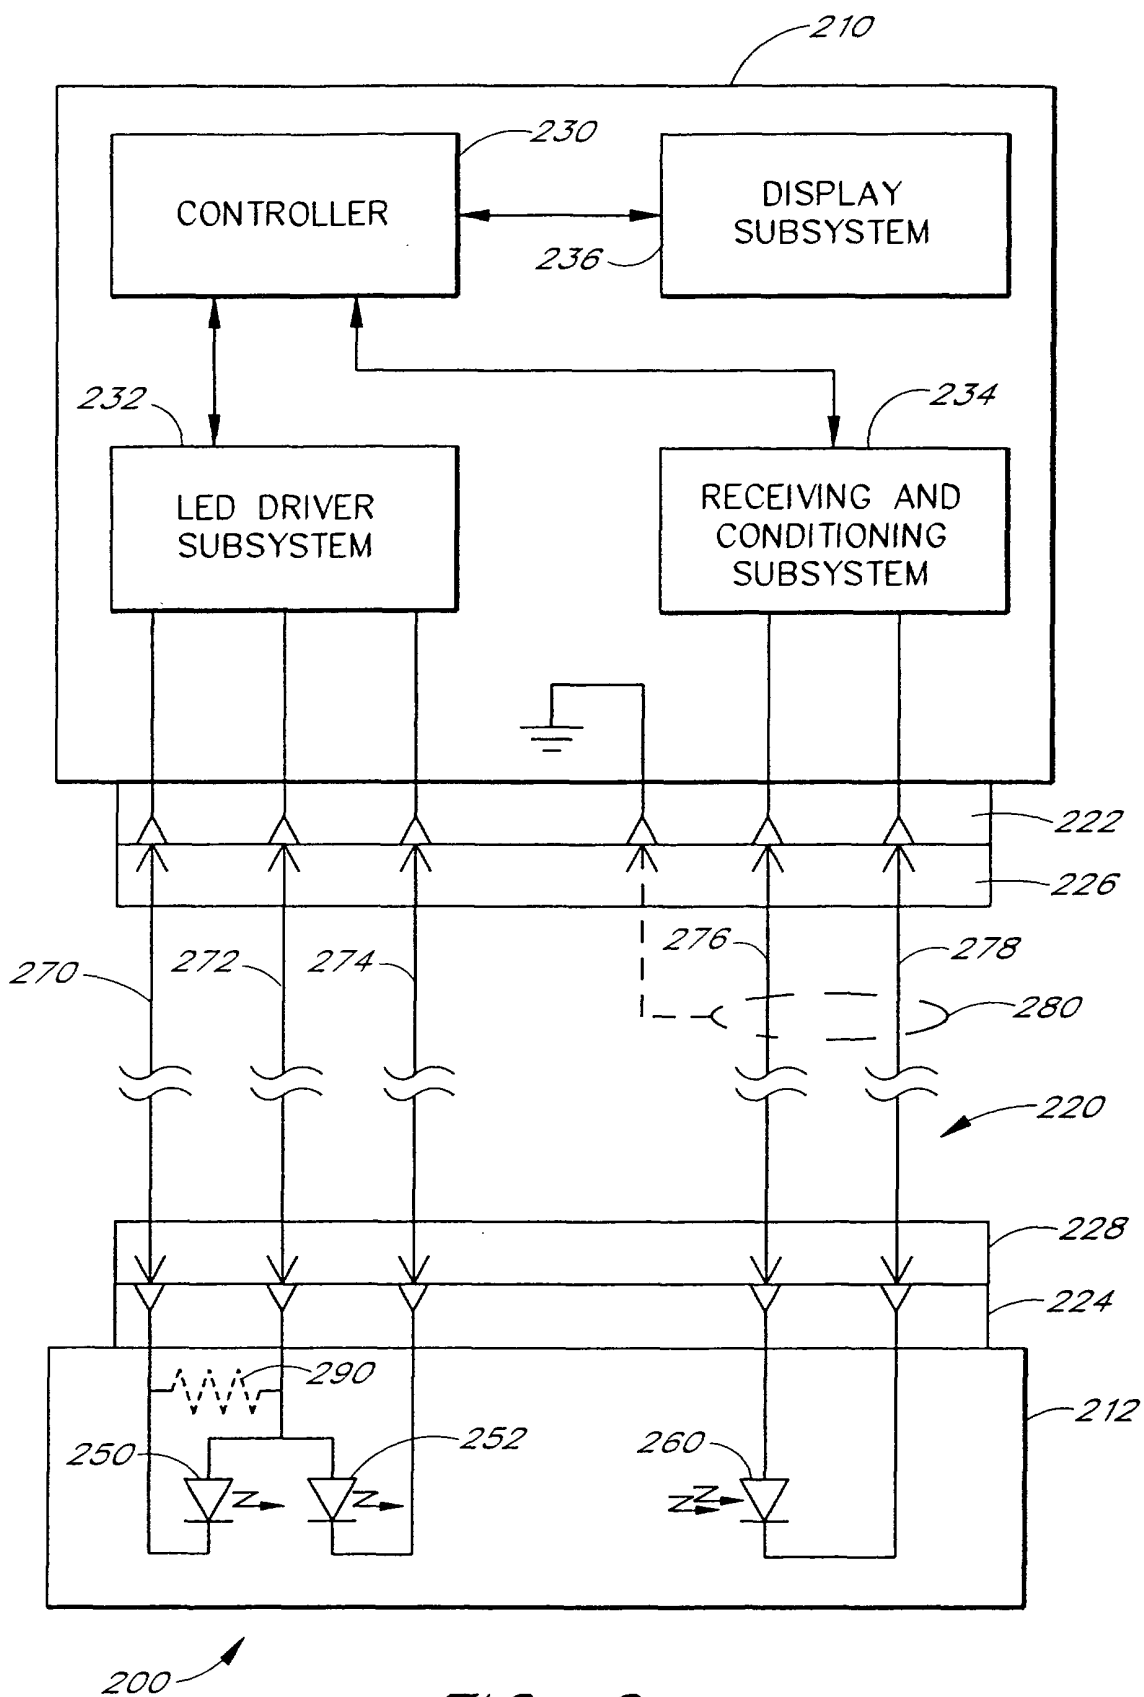 210
230
CONTROLLER
DISPLAY
SUBSYSTEM
236
232
234
LED DRIVER
SUBSYSTEM
RECEIVING AND
CONDITIONING
SUBSYSTEM
222
226
270
272
274
276
278
280
220
228
224
290
212
250
252
260
200